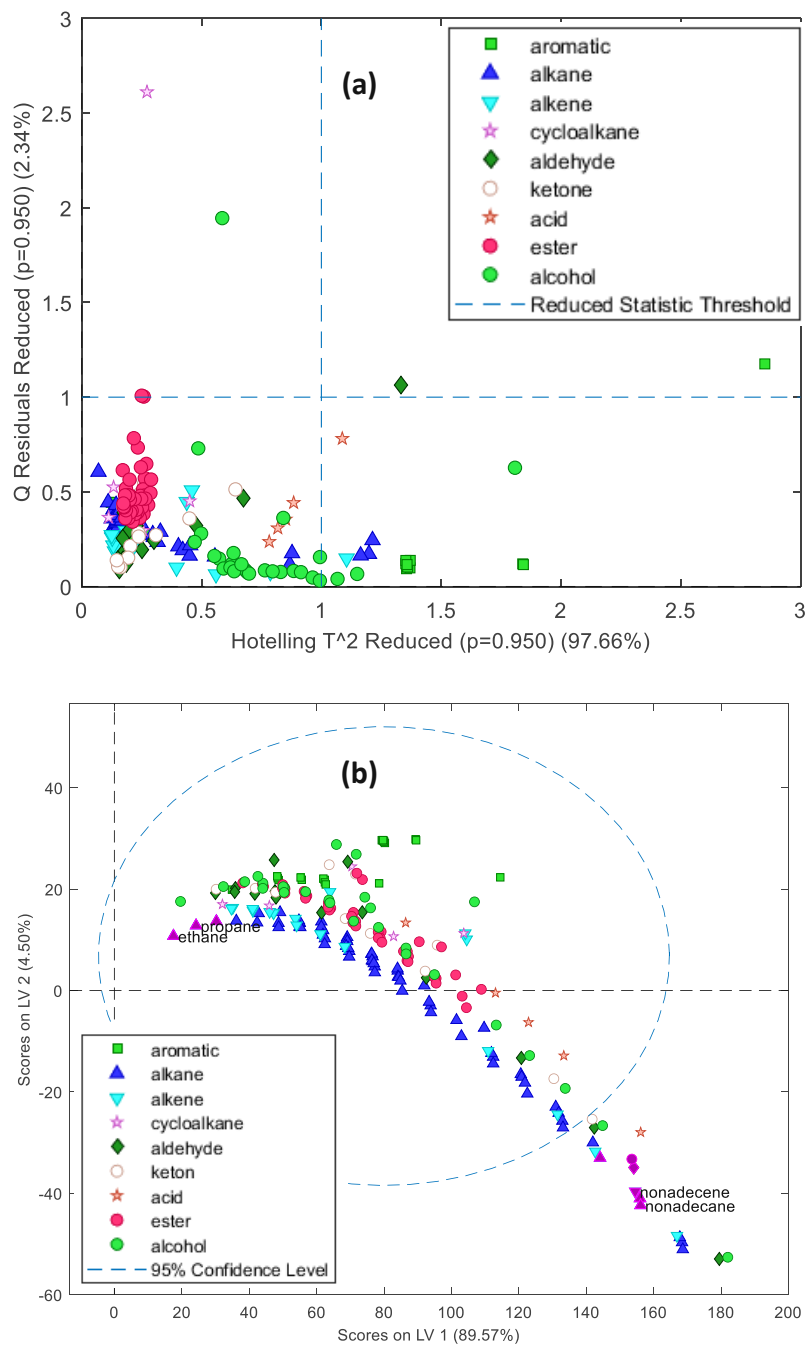 3
2.5
2
1.5
1
0.5
0
Q Residuals Reduced (p=0.950) (2.34%)
(a)
aromatic
alkane
alkene
cycloalkane
aldehyde
ketone
acid
ester
alcohol
Reduced Statistic Threshold
0
0.5
1
1.5
2
2.5
3
Hotelling T^2 Reduced (p=0.950) (97.66%)
40
20
0
-20
-40
-60
Scores on LV 2 (4.50%)
(b)
propane
ethane
nonadecene
nonadecane
aromatic
alkane
alkene
cycloalkane
aldehyde
keton
acid
ester
alcohol
95% Confidence Level
0
20
40
60
80
100
120
140
160
180
200
Scores on LV 1 (89.57%)